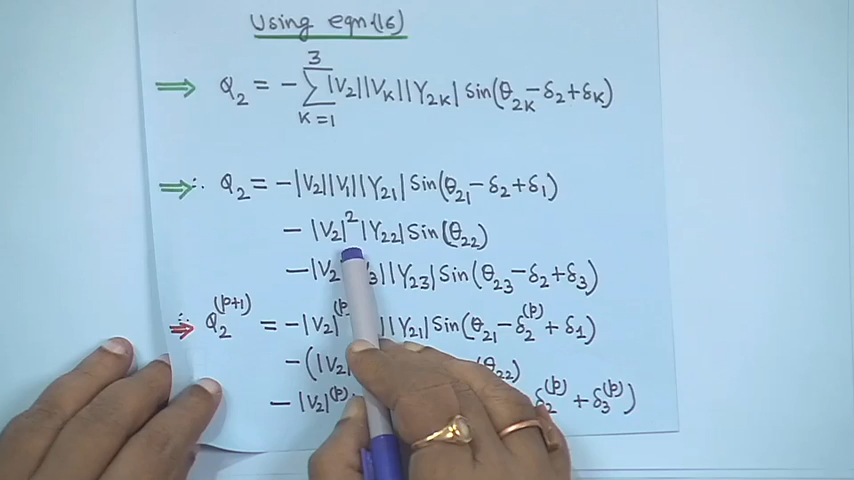 Using eqn.(16)
⇒ Q₂ = − ∑ₖ₌₁³ |V₂||Vₖ||Y₂ₖ| Sin(θ₂ₖ − δ₂ + δₖ)
⇒ ∴ Q₂ = −|V₂||V₁||Y₂₁| Sin(θ₂₁ − δ₂ + δ₁)
− |V₂|² |Y₂₂| Sin(θ₂₂)
−|V₂ ₃||Y₂₃| Sin(θ₂₃ − δ₂ + δ₃)
∴ ⇒ Q₂^(p+1) = −|V₂|^(p ||Y₂₁| Sin(θ₂₁ − δ₂^(p) + δ₁)
−(|V₂ (θ₂₂)
− |V₂|^(p) δ₂^(p) + δ₃^(p))